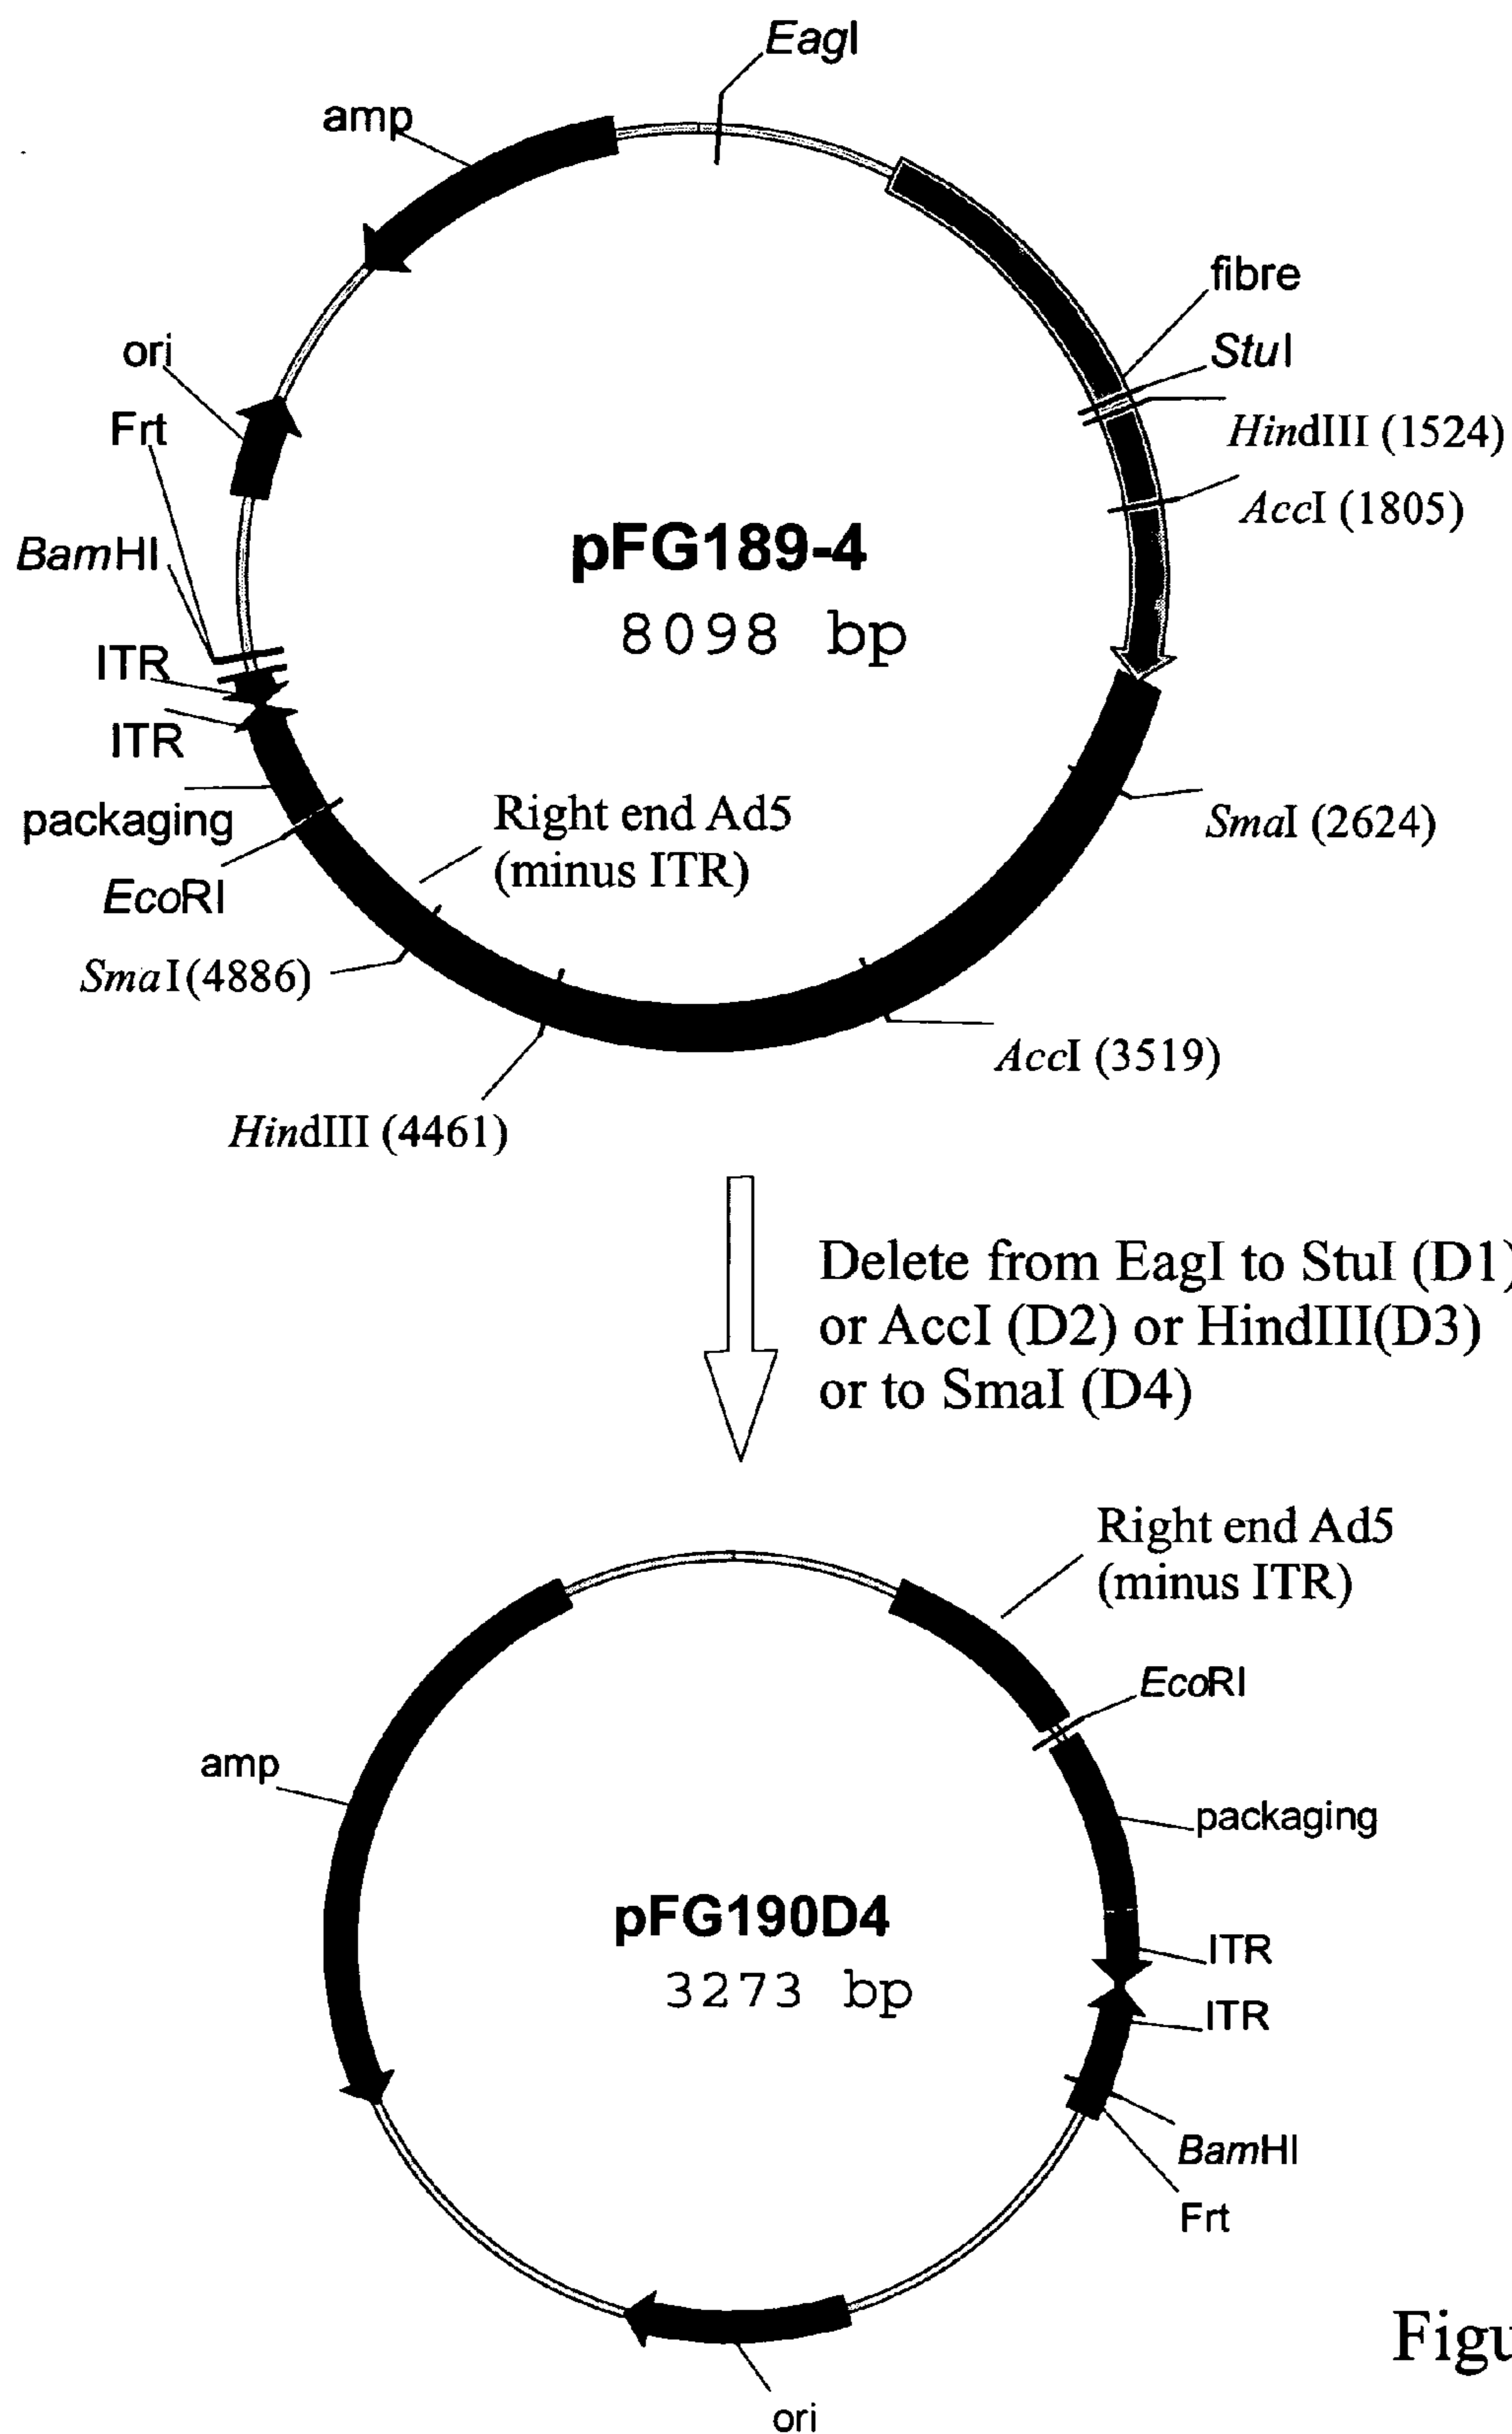 EagI
amp
fibre
StuI
ori
HindIII (1524)
Frt
AccI (1805)
pFG189-4
BamHI
8098 bp
ITR
ITR
packaging
Right end Ad5
(minus ITR)
SmaI (2624)
EcoRI
SmaI(4886)
AccI (3519)
HindIII (4461)
Delete from EagI to StuI (D1)
or AccI (D2) or HindIII(D3)
or to SmaI (D4)
Right end Ad5
(minus ITR)
EcoRI
amp
packaging
pFG190D4
3273 bp
ITR
ITR
BamHI
Frt
ori